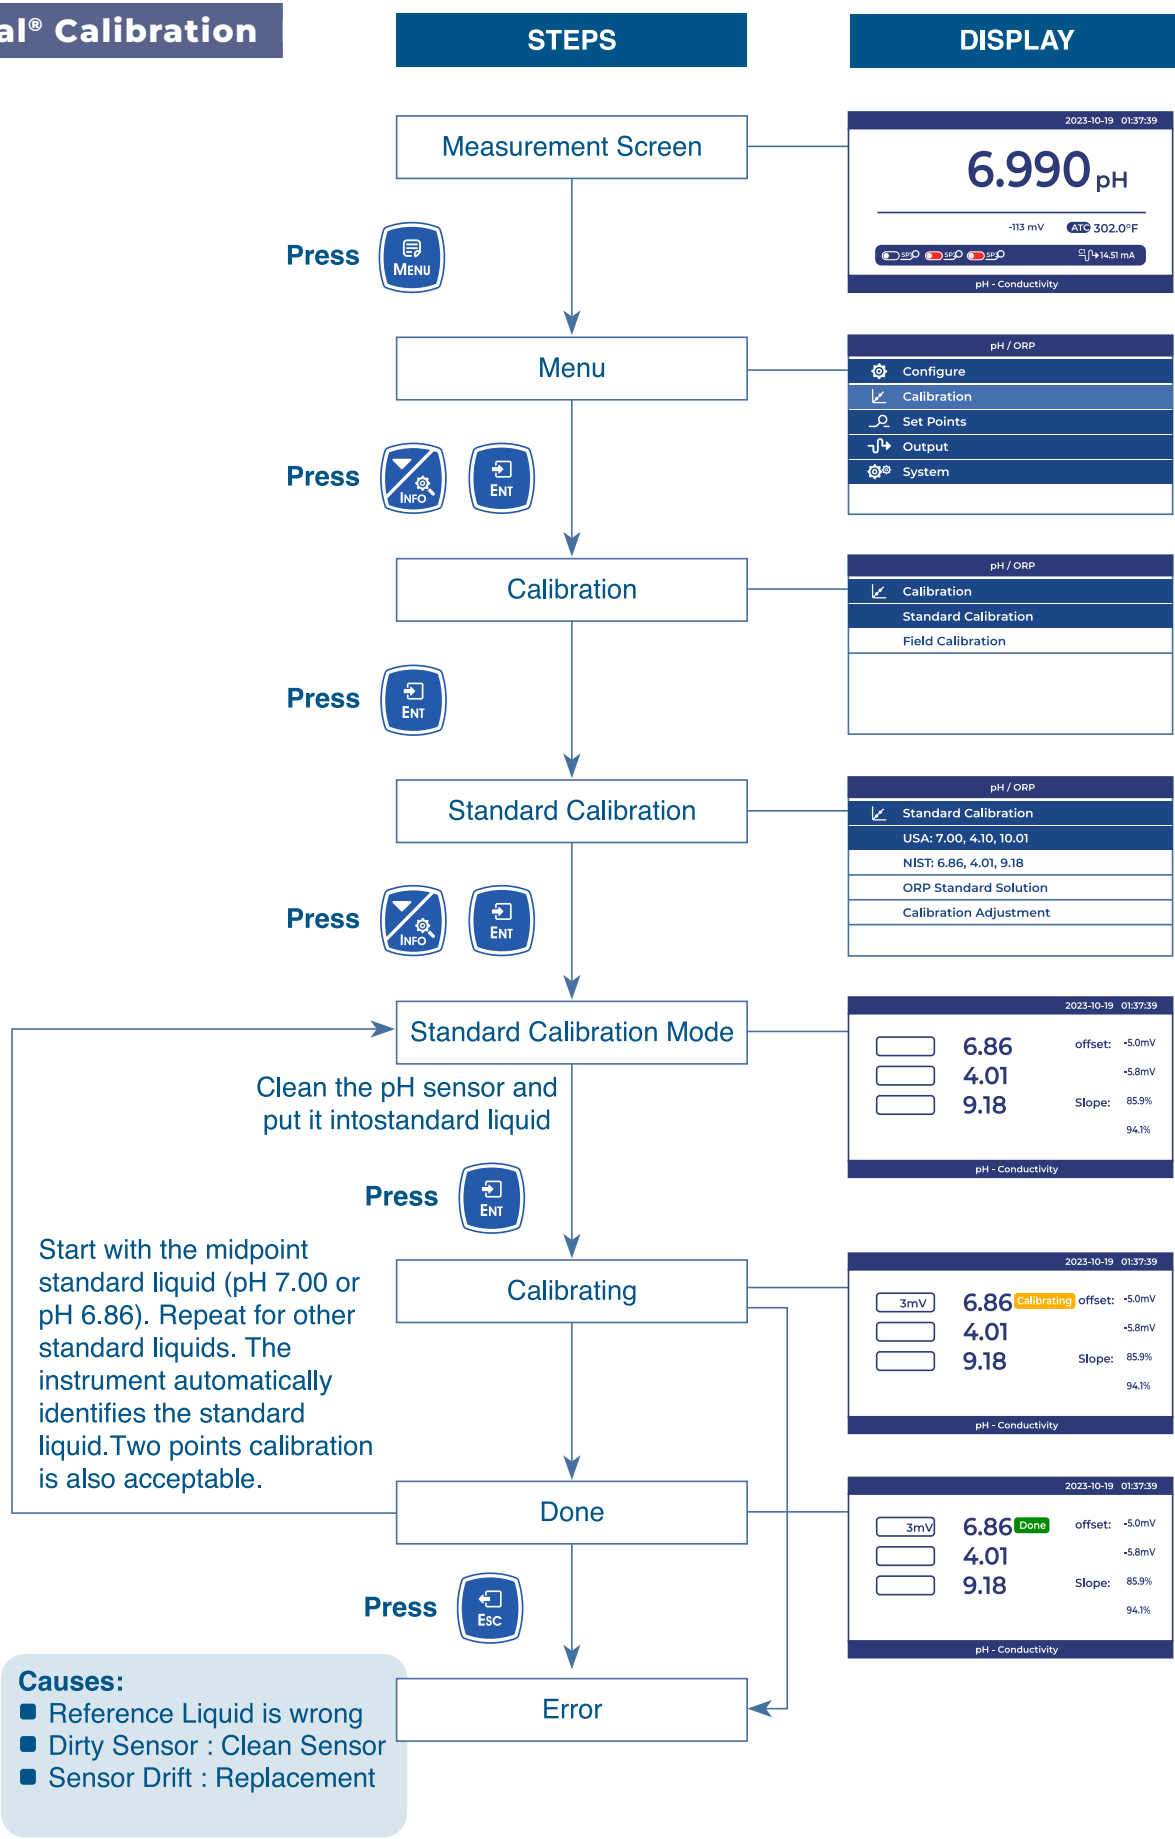 al® Calibration
STEPS
DISPLAY
Measurement Screen
2023-10-19 01:37:39
6.990 pH
-113 mV ATC 302.0°F
SP1 SP2 SP3 14.51 mA
pH - Conductivity
Press
MENU
Menu
pH / ORP
Configure
Calibration
Set Points
Output
System
Press
INFO
ENT
Calibration
pH / ORP
Calibration
Standard Calibration
Field Calibration
Press
ENT
Standard Calibration
pH / ORP
Standard Calibration
USA: 7.00, 4.10, 10.01
NIST: 6.86, 4.01, 9.18
ORP Standard Solution
Calibration Adjustment
Press
INFO
ENT
Standard Calibration Mode
2023-10-19 01:37:39
6.86 offset: -5.0mV
4.01 -5.8mV
9.18 Slope: 85.9%
94.1%
pH - Conductivity
Clean the pH sensor and
put it intostandard liquid
Press
ENT
Start with the midpoint
standard liquid (pH 7.00 or
pH 6.86). Repeat for other
standard liquids. The
instrument automatically
identifies the standard
liquid.Two points calibration
is also acceptable.
Calibrating
2023-10-19 01:37:39
3mV 6.86 Calibrating offset: -5.0mV
4.01 -5.8mV
9.18 Slope: 85.9%
94.1%
pH - Conductivity
Done
2023-10-19 01:37:39
3mV 6.86 Done offset: -5.0mV
4.01 -5.8mV
9.18 Slope: 85.9%
94.1%
pH - Conductivity
Press
ESC
Error
Causes:
Reference Liquid is wrong
Dirty Sensor : Clean Sensor
Sensor Drift : Replacement